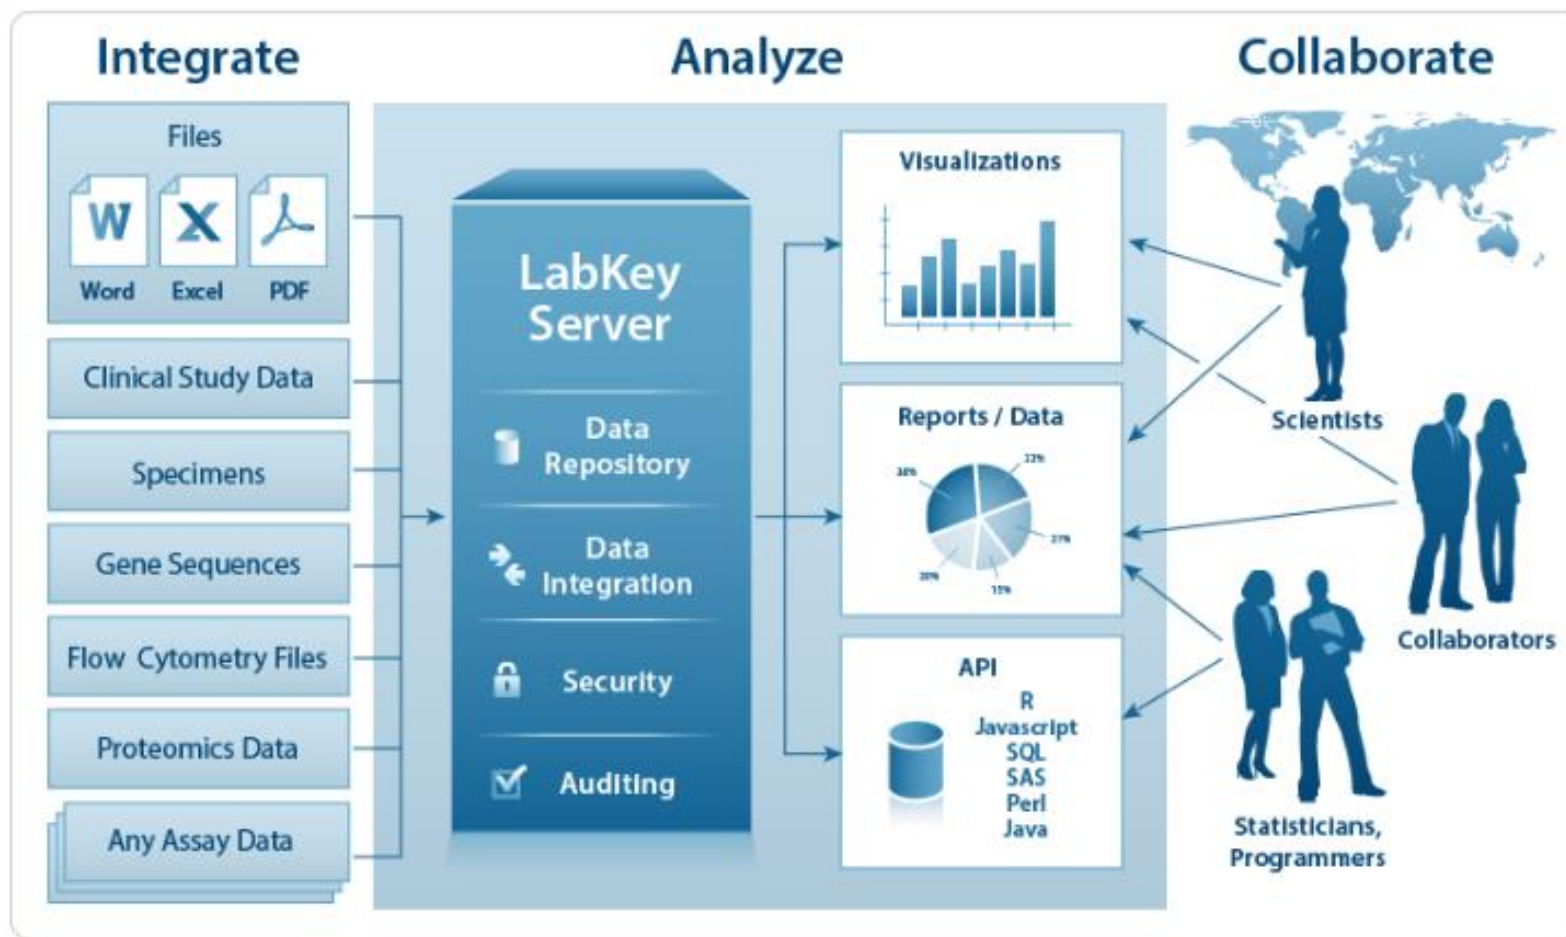 Integrate
Analyze
Collaborate
Files
W
X
Word
Excel
PDF
Clinical Study Data
Specimens
Gene Sequences
Flow Cytometry Files
Proteomics Data
Any Assay Data
LabKey
Server
Data
Repository
Data
Integration
Security
Auditing
Visualizations
Reports / Data
20%
15%
API
R
Javascript
SQL
SAS
Perl
Java
Scientists
Collaborators
Statisticians,
Programmers